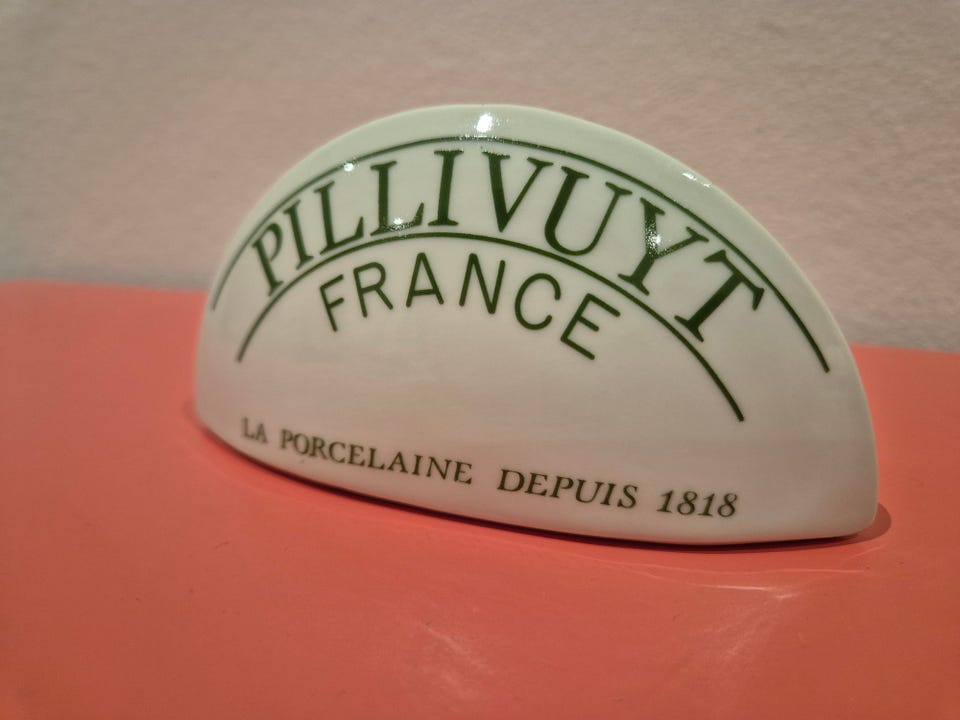 PILLIVUYT
FRANCE
LA PORCELAINE DEPUIS 1818